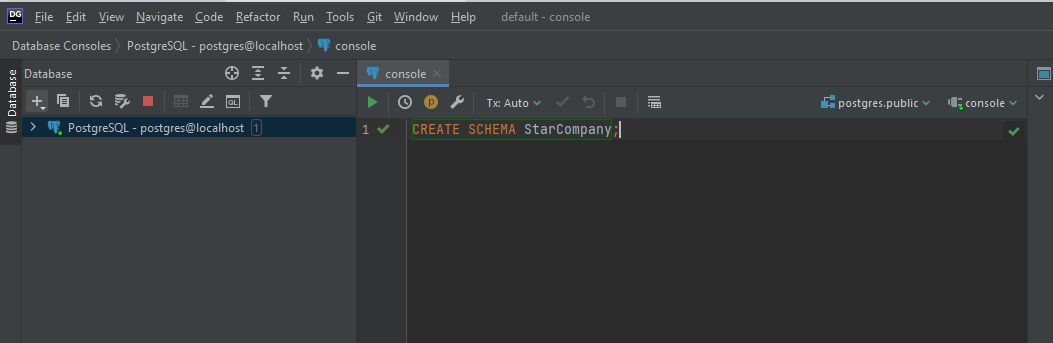 DG File Edit View Navigate Code Refactor Run Tools Git Window Help default - console
Database Consoles PostgreSQL - postgres@localhost console
Database
Database
console
QL
p Tx: Auto postgres.public console
PostgreSQL - postgres@localhost 1
1 CREATE SCHEMA StarCompany;